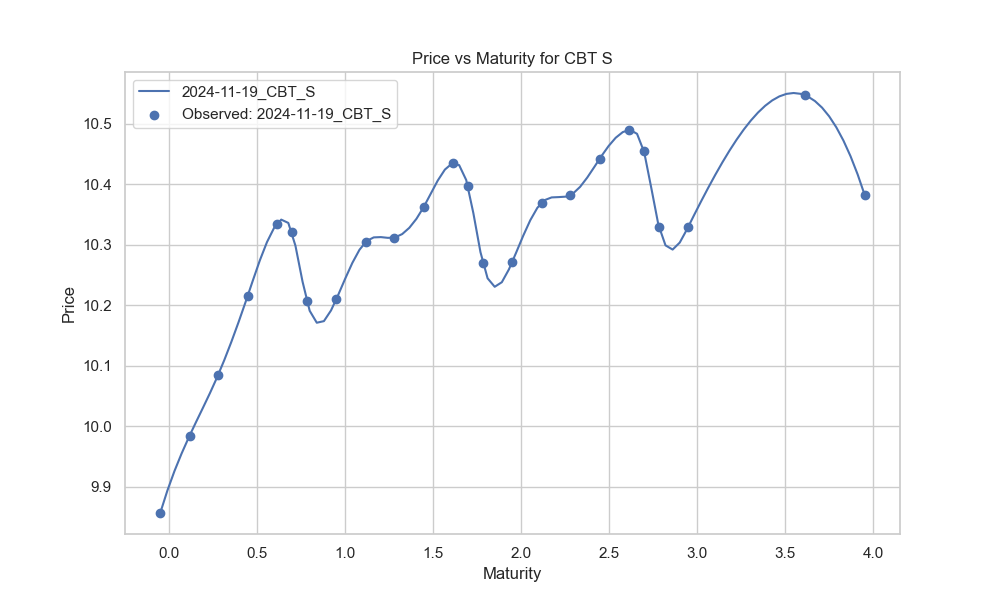 Price vs Maturity for CBT S
2024-11-19_CBT_S
Observed: 2024-11-19_CBT_S
Price
10.5
10.4
10.3
10.2
10.1
10.0
9.9
0.0 0.5 1.0 1.5 2.0 2.5 3.0 3.5 4.0
Maturity